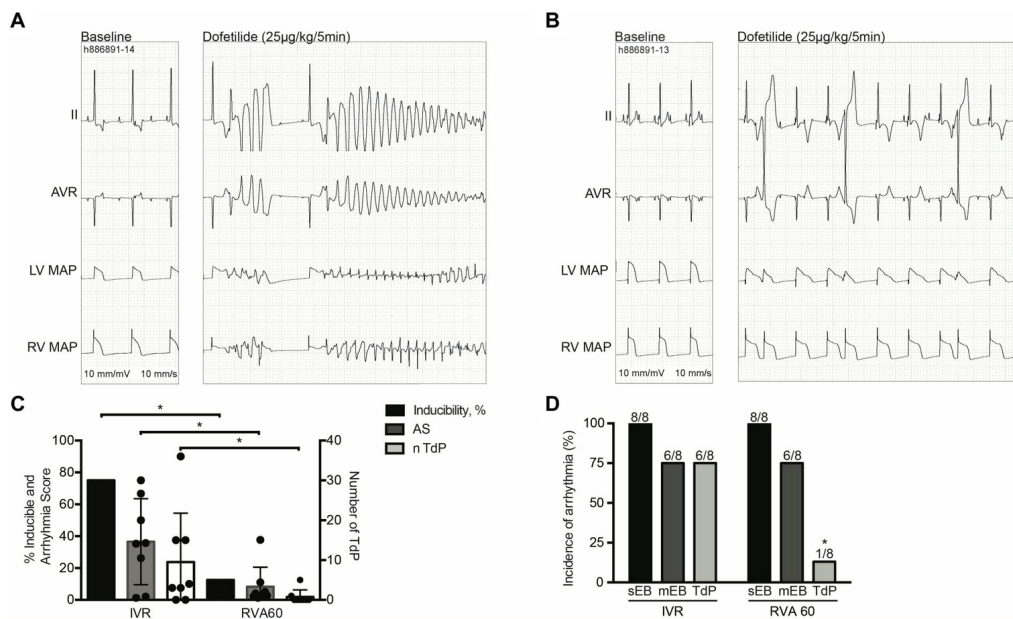 A
Baseline
h886891-14
Dofetilide (25µg/kg/5min)
II
AVR
LV MAP
RV MAP
10 mm/mV 10 mm/s
B
Baseline
h886891-13
Dofetilide (25µg/kg/5min)
II
AVR
LV MAP
RV MAP
10 mm/mV 10 mm/s
C
* * *
Inducibility, %
AS
n TdP
% Inducible and
Arrhyhmia Score
100
80
60
40
20
0
Number of TdP
40
30
20
10
0
IVR RVA60
D
Incidence of arrhythmia (%)
100
75
50
25
0
8/8 6/8 6/8 8/8 6/8 * 1/8
sEB mEB TdP sEB mEB TdP
IVR RVA 60